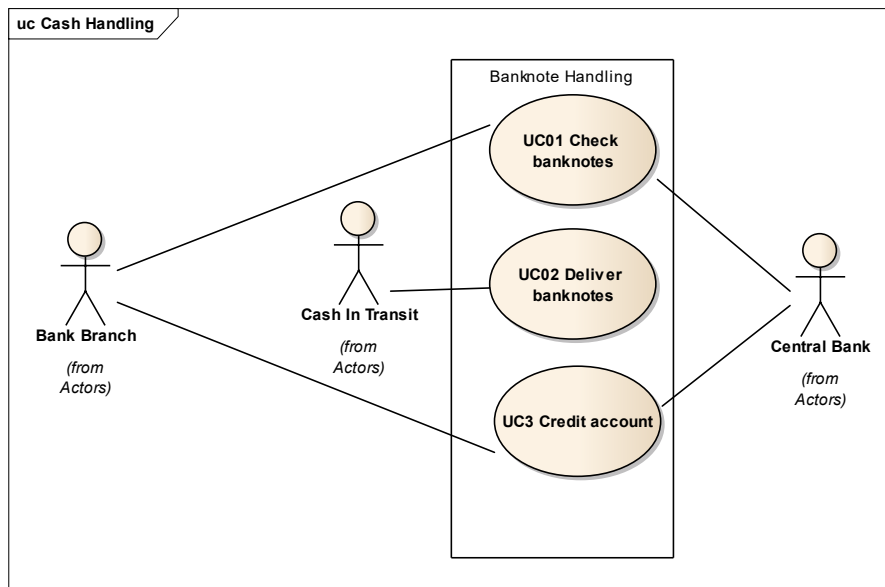 uc Cash Handling
Banknote Handling
UC01 Check
banknotes
UC02 Deliver
banknotes
UC3 Credit account
Bank Branch
(from
Actors)
Cash In Transit
(from
Actors)
Central Bank
(from
Actors)